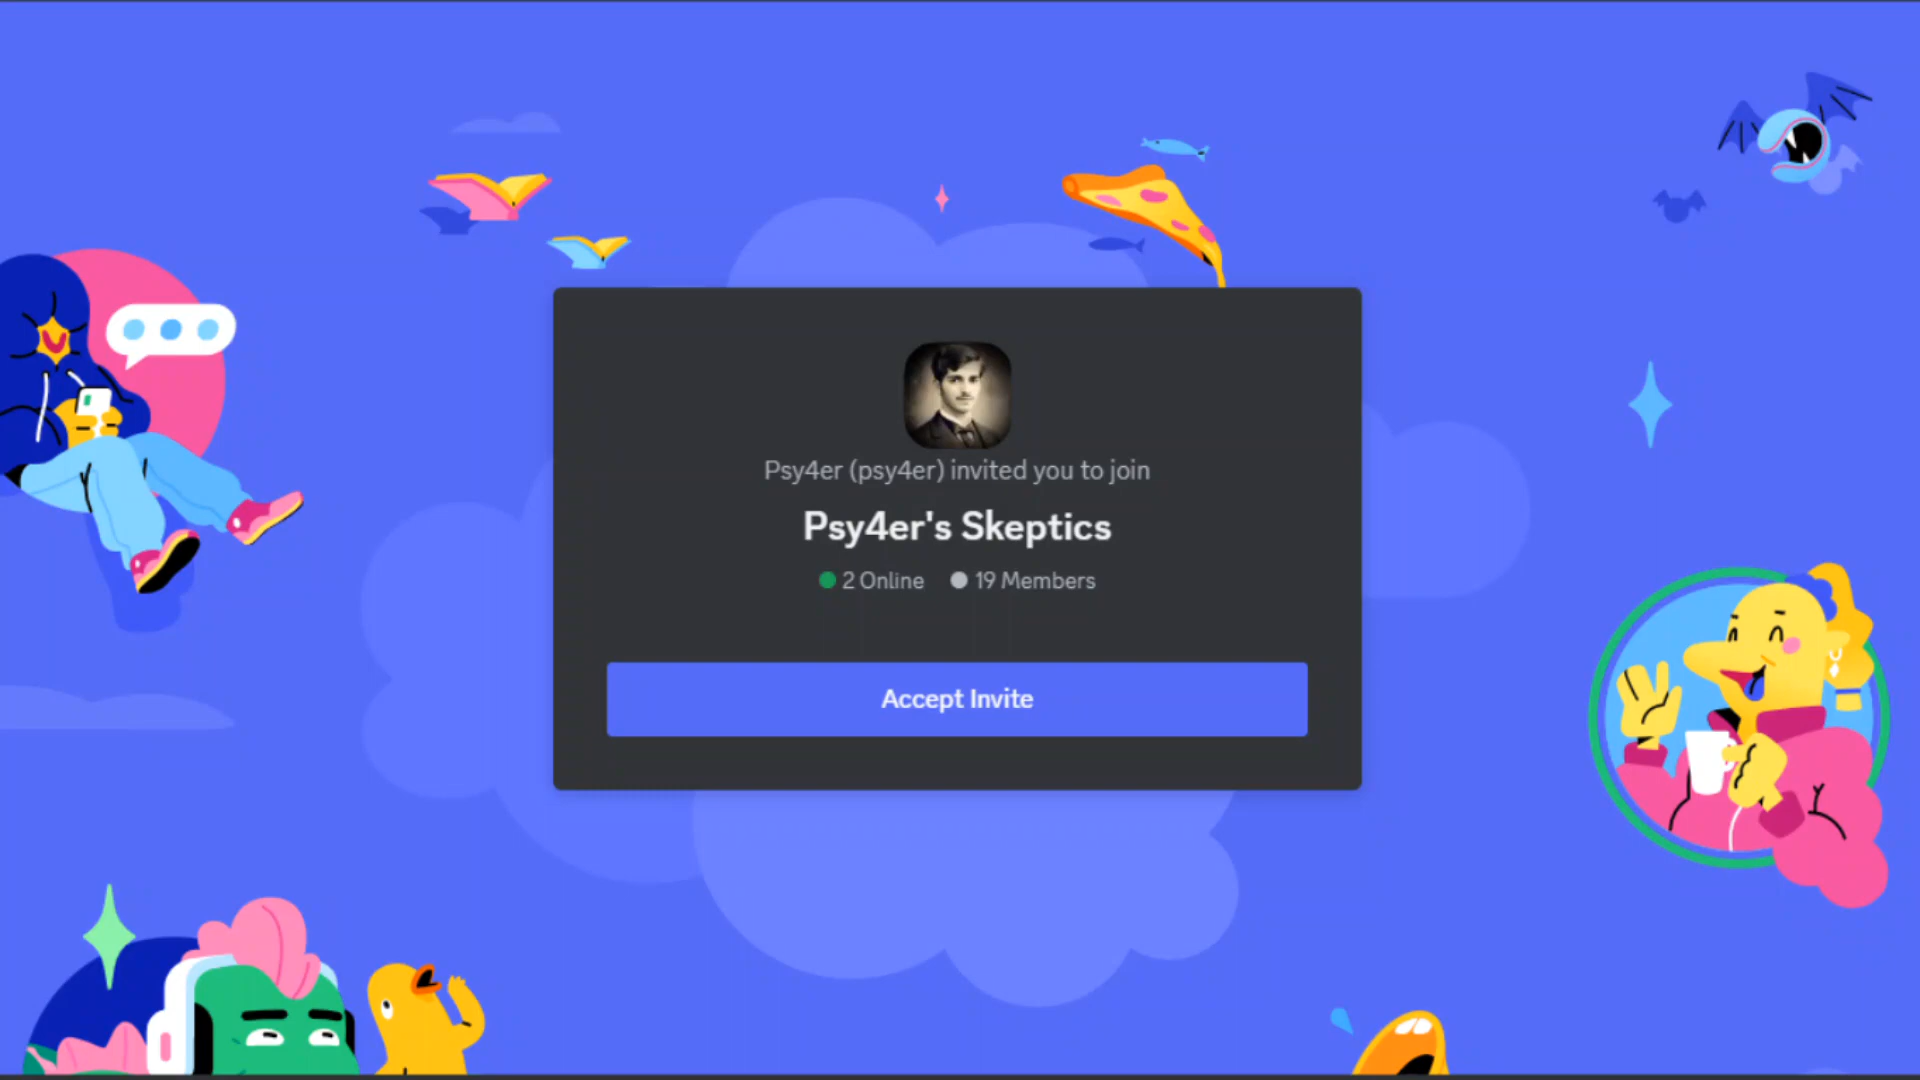 Psy4er (psy4er) invited you to join
Psy4er's Skeptics
2 Online 19 Members
Accept Invite